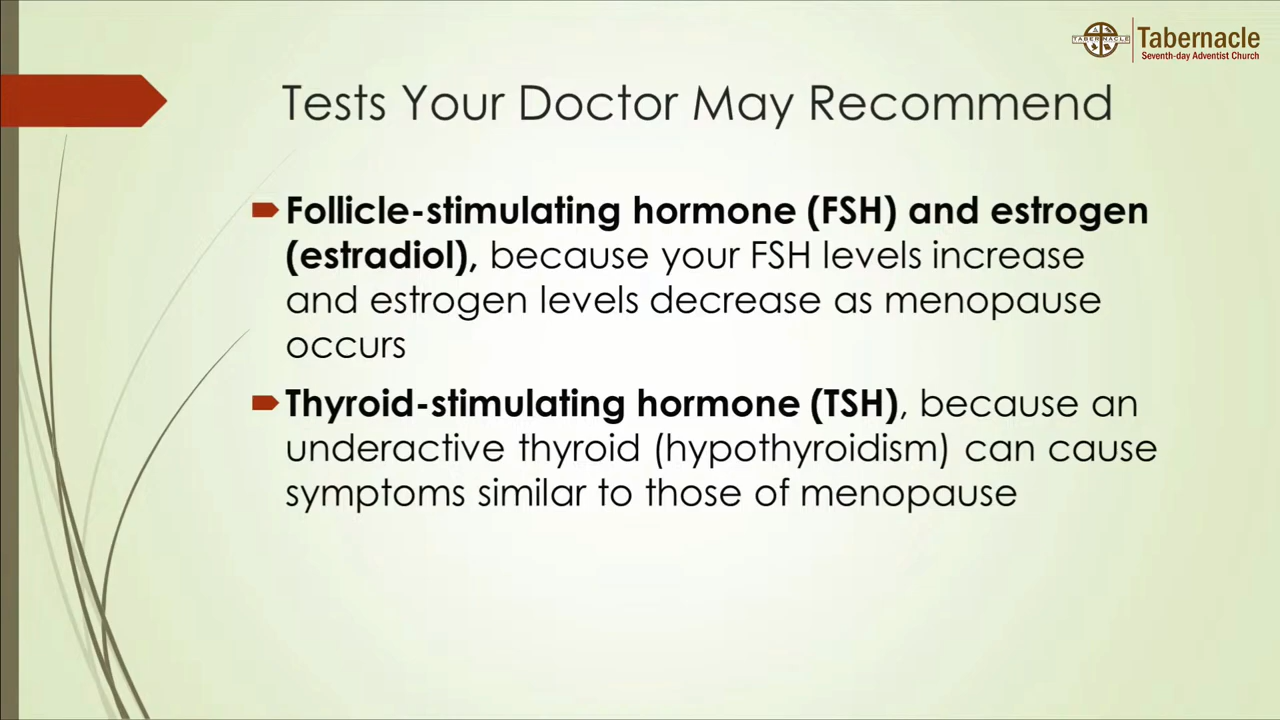 TABERNACLE
Tabernacle
Seventh-day Adventist Church
Tests Your Doctor May Recommend
Follicle-stimulating hormone (FSH) and estrogen
(estradiol), because your FSH levels increase
and estrogen levels decrease as menopause
occurs
Thyroid-stimulating hormone (TSH), because an
underactive thyroid (hypothyroidism) can cause
symptoms similar to those of menopause